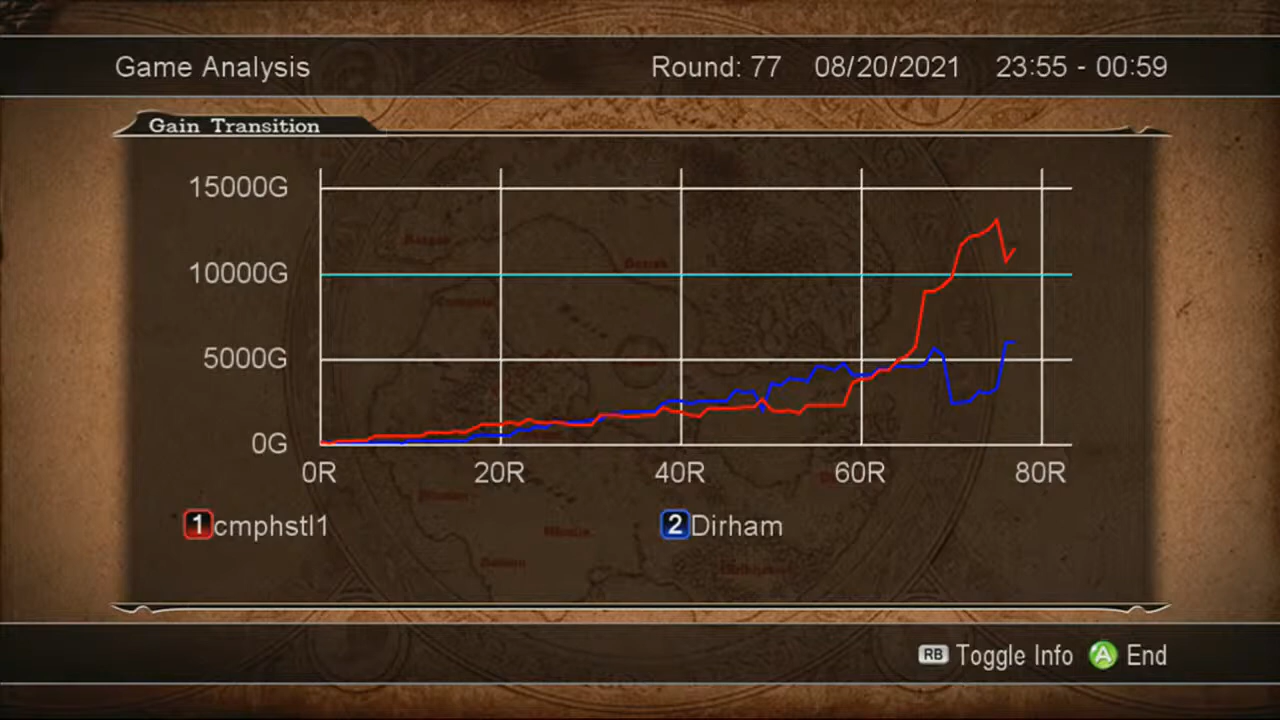 Game Analysis Round: 77 08/20/2021 23:55 - 00:59
Gain Transition
15000G
10000G
5000G
0G
0R 20R 40R 60R 80R
1 cmphstl1 2 Dirham
RB Toggle Info A End